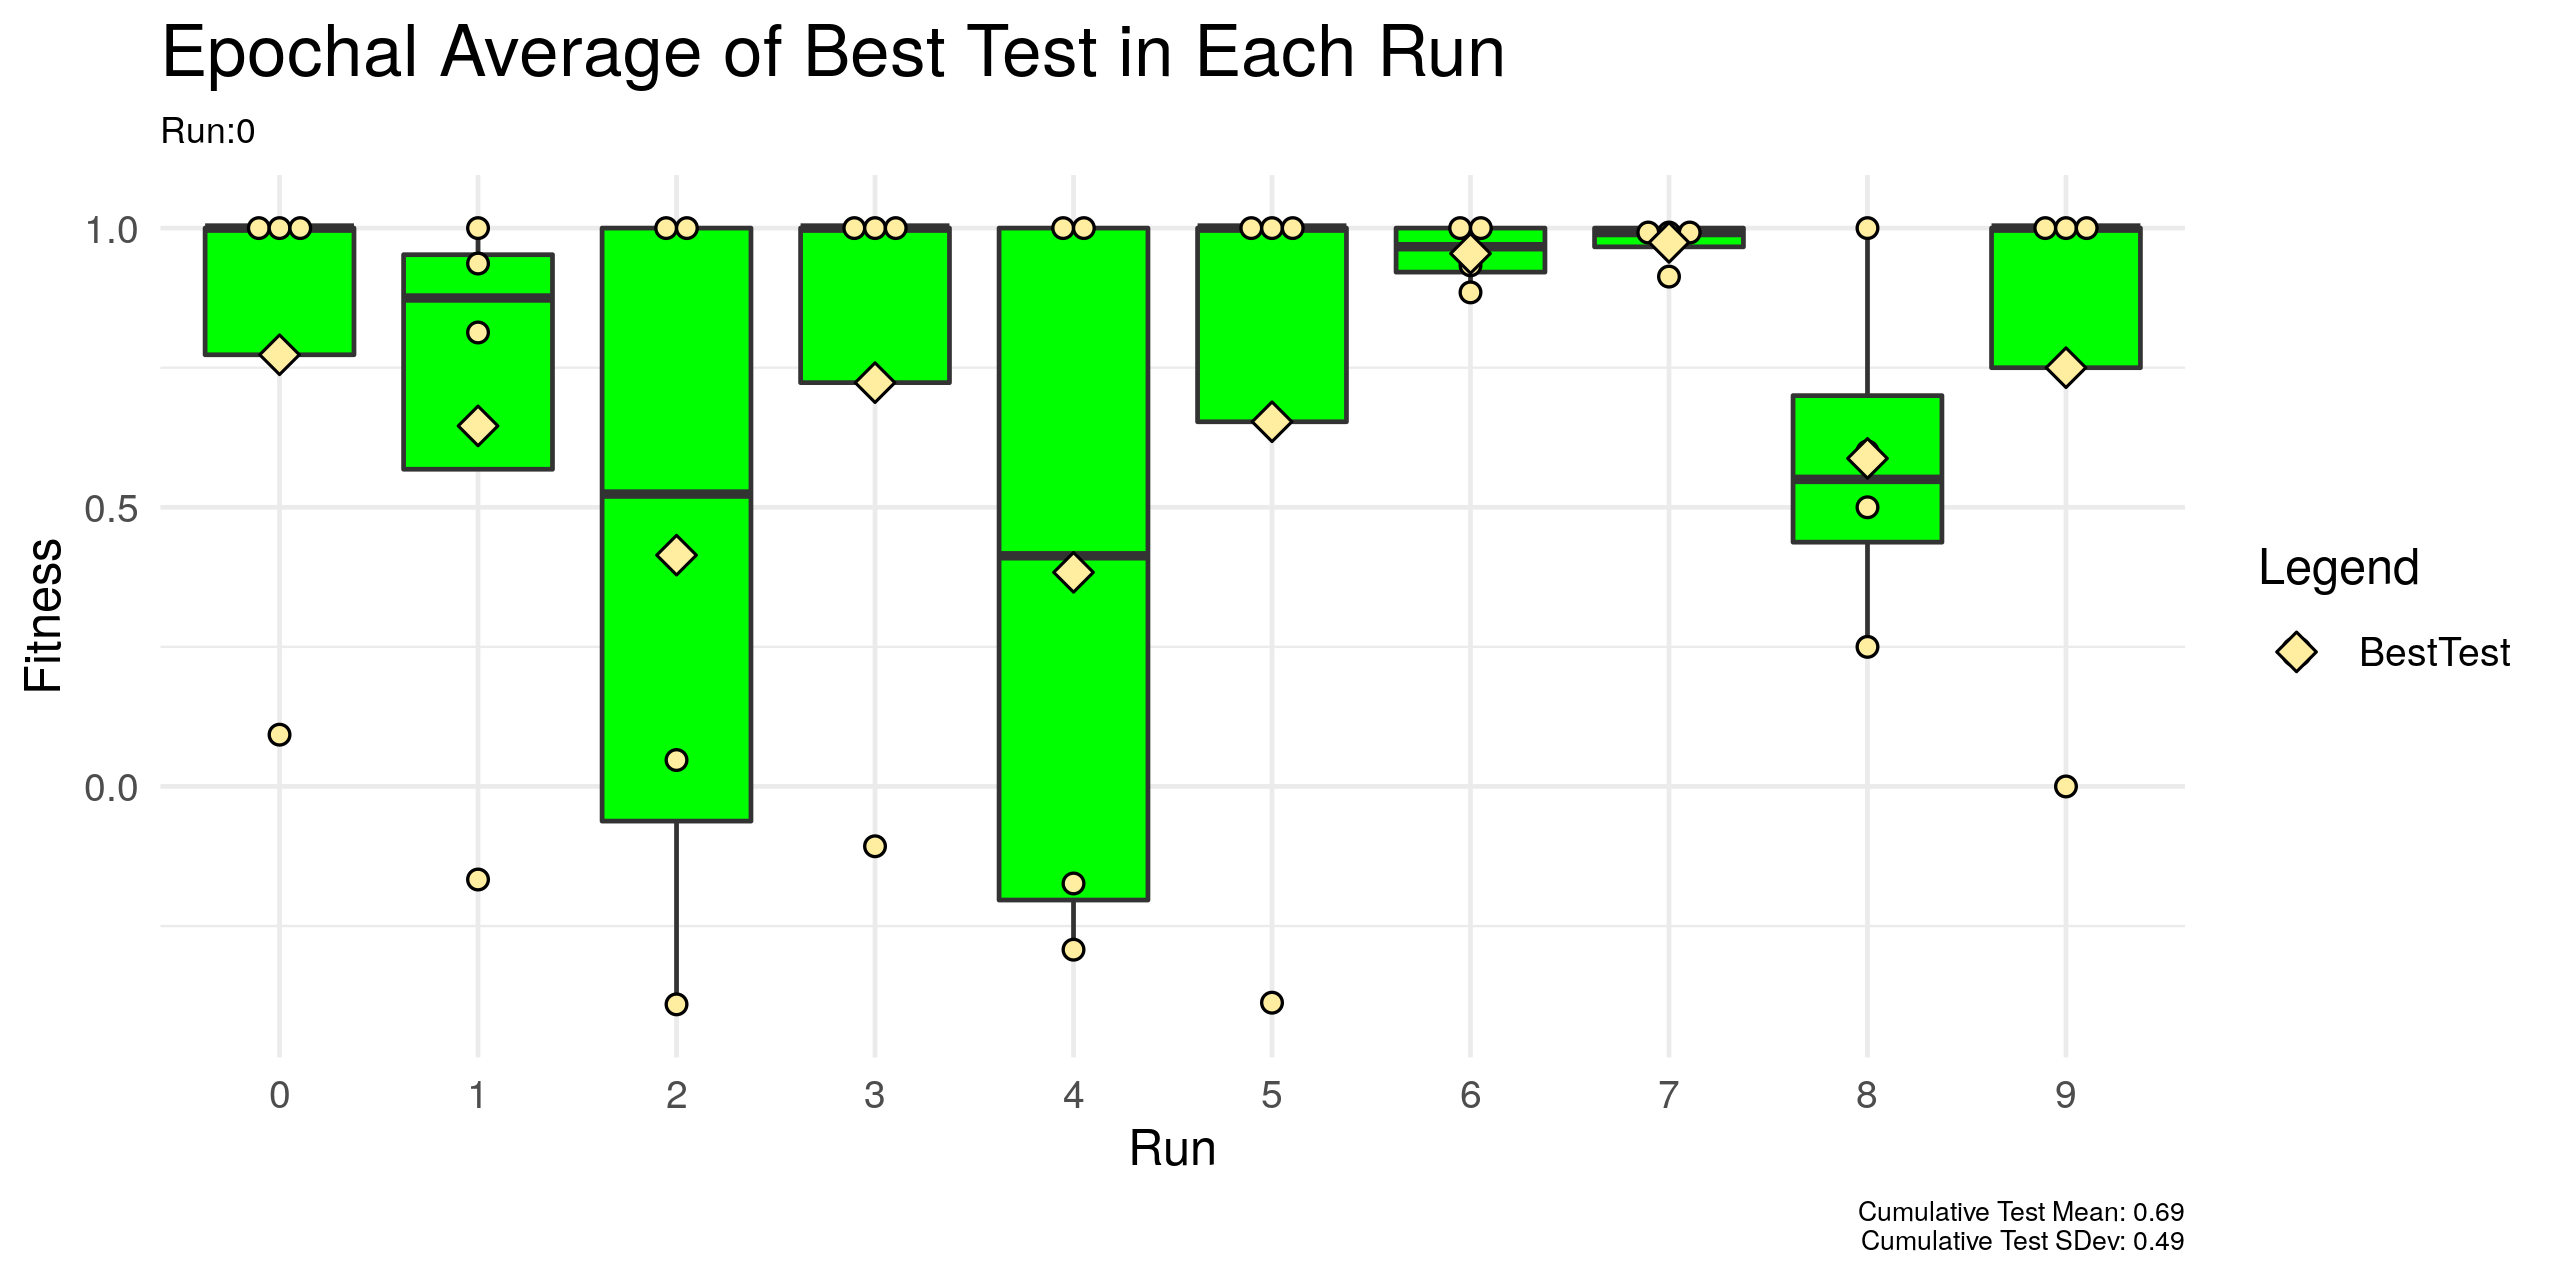 Epochal Average of Best Test in Each Run
Run:0
1.0
0.5
0.0
Fitness
0 1 2 3 4 5 6 7 8 9
Run
Legend
BestTest
Cumulative Test Mean: 0.69
Cumulative Test SDev: 0.49